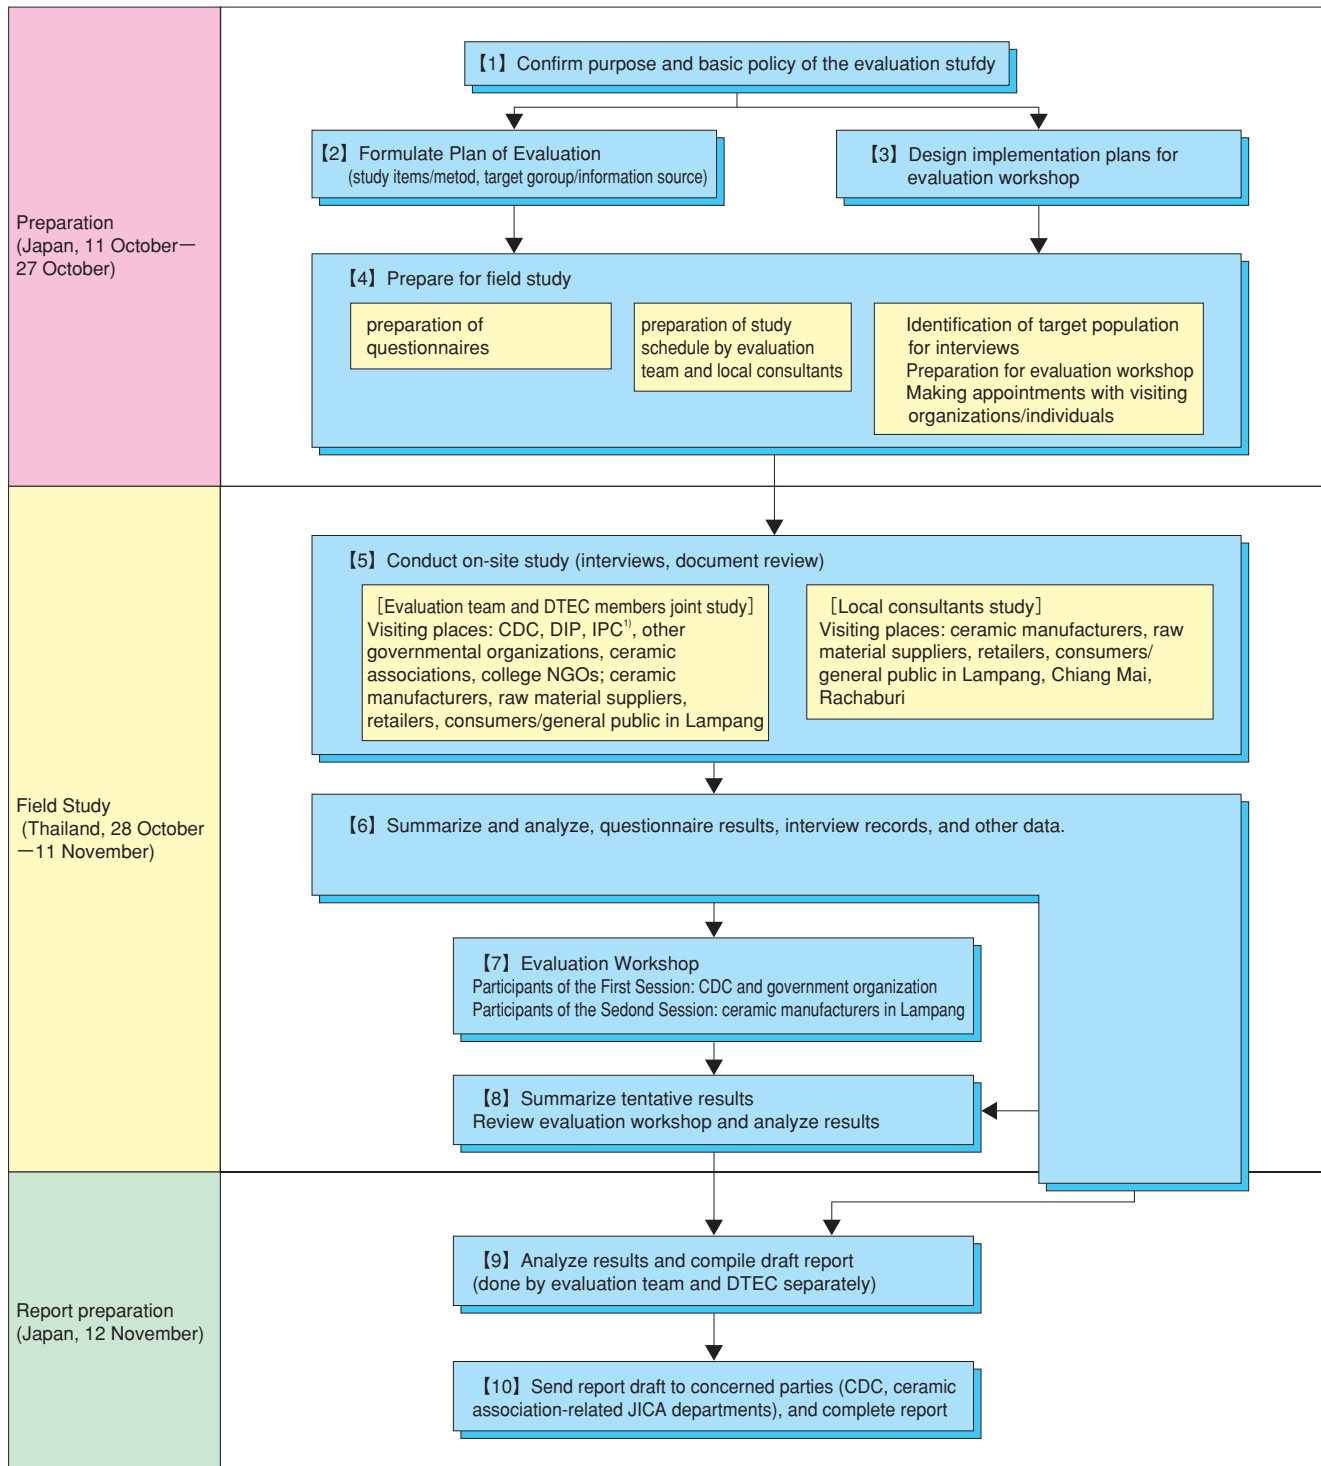 Preparation
(Japan, 11 October—
27 October)
【1】Confirm purpose and basic policy of the evaluation stufdy
【2】Formulate Plan of Evaluation
(study items/metod, target goroup/information source)
【3】Design implementation plans for
evaluation workshop
【4】Prepare for field study
preparation of
questionnaires
preparation of study
schedule by evaluation
team and local consultants
Identification of target population
for interviews
Preparation for evaluation workshop
Making appointments with visiting
organizations/individuals
Field Study
(Thailand, 28 October
—11 November)
【5】Conduct on-site study (interviews, document review)
［Evaluation team and DTEC members joint study］
Visiting places: CDC, DIP, IPC1), other
governmental organizations, ceramic
associations, college NGOs; ceramic
manufacturers, raw material suppliers,
retailers, consumers/general public in Lampang
［Local consultants study］
Visiting places: ceramic manufacturers, raw
material suppliers, retailers, consumers/
general public in Lampang, Chiang Mai,
Rachaburi
【6】Summarize and analyze, questionnaire results, interview records, and other data.
【7】Evaluation Workshop
Participants of the First Session: CDC and government organization
Participants of the Sedond Session: ceramic manufacturers in Lampang
【8】Summarize tentative results
Review evaluation workshop and analyze results
Report preparation
(Japan, 12 November)
【9】Analyze results and compile draft report
(done by evaluation team and DTEC separately)
【10】Send report draft to concerned parties (CDC, ceramic
association-related JICA departments), and complete report